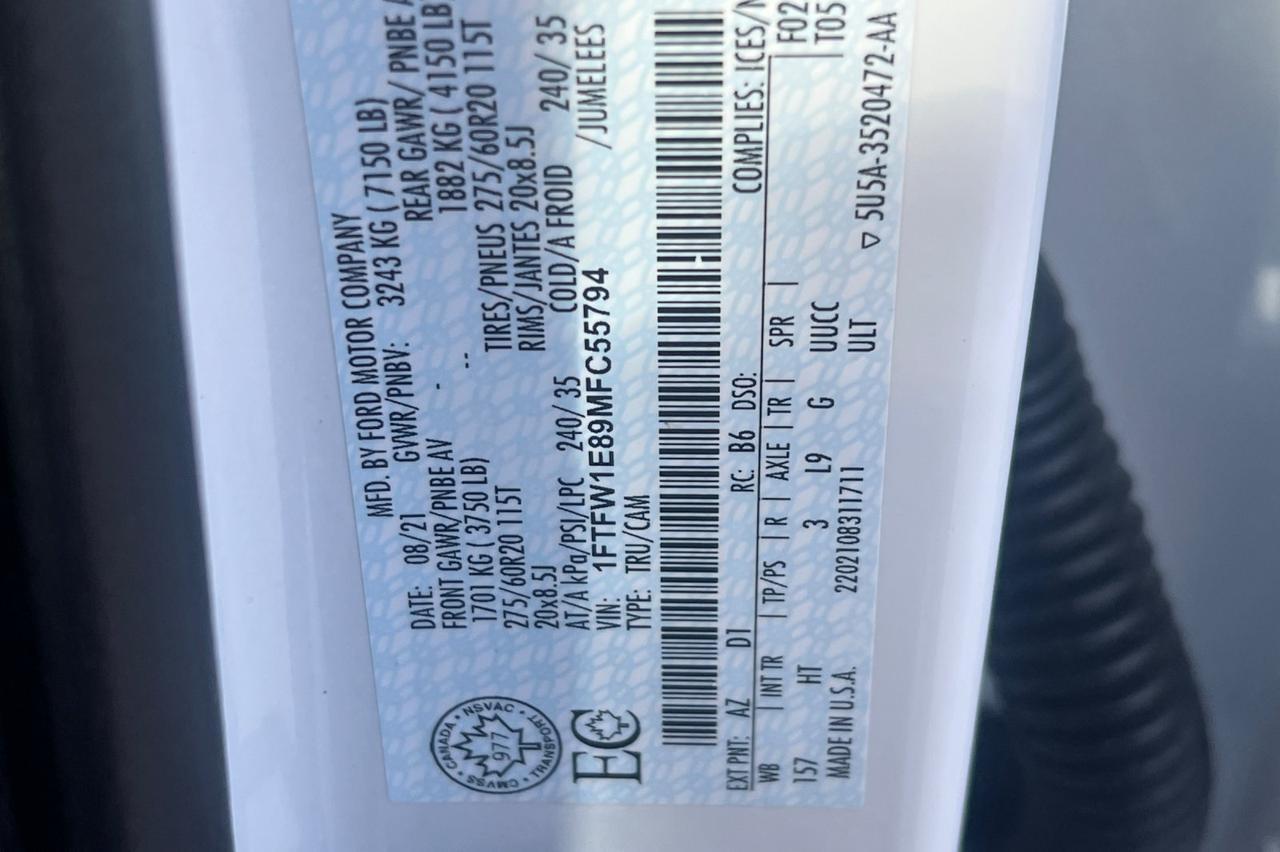 MFD. BY FORD MOTOR COMPANY
DATE: 08/21 GVWR/PNBV: 3243 KG ( 7150 LB)
FRONT GAWR/PNBE AV - REAR GAWR/ PNBE
1701 KG ( 3750 LB) -- 1882 KG ( 4150 LB
275/60R20 115T TIRES/PNEUS 275/60R20 115T
20x8.5J RIMS/JANTES 20x8.5J
AT/A kPa/PSI/LPC 240/ 35 COLD/A FROID 240/ 35
VIN: 1FTFW1E89MFC55794 /JUMELEES
TYPE: TRU/CAM
CANADA • NSVAC • TRANSPORT • CMVSS •
977
EC
EXT PNT: AZ D1 RC: B6 DSO: COMPLIES: ICES/
WB | INT TR | TP/PS | R | AXLE | TR | SPR | F02
157 HT 3 L9 G UUCC T05
MADE IN U.S.A. 2202108311711 ULT
▽ 5U5A-3520472-AA